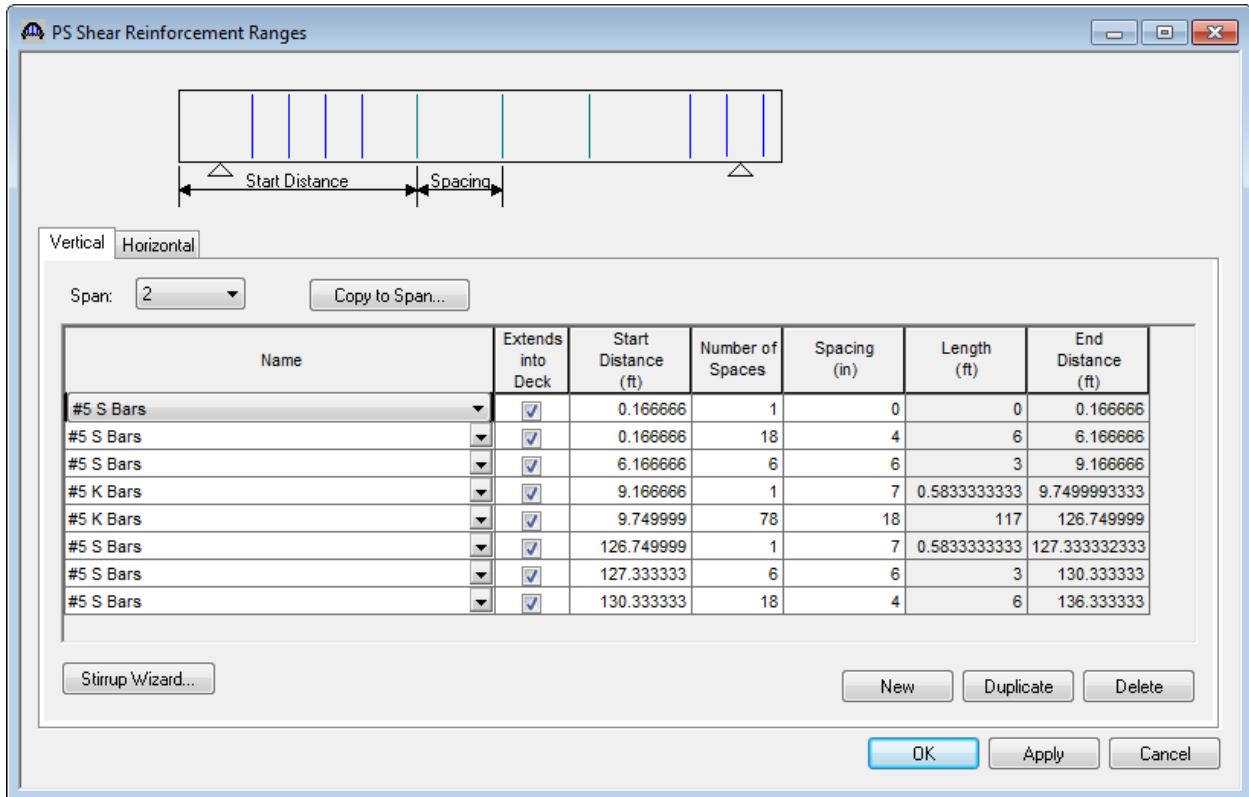 PS Shear Reinforcement Ranges
Start Distance Spacing
Vertical Horizontal
Span: 2 Copy to Span...
Name Extends into Deck Start Distance (ft) Number of Spaces Spacing (in) Length (ft) End Distance (ft)
#5 S Bars 0.166666 1 0 0 0.166666
#5 S Bars 0.166666 18 4 6 6.166666
#5 S Bars 6.166666 6 6 3 9.166666
#5 K Bars 9.166666 1 7 0.5833333333 9.7499993333
#5 K Bars 9.749999 78 18 117 126.749999
#5 S Bars 126.749999 1 7 0.5833333333 127.333332333
#5 S Bars 127.333333 6 6 3 130.333333
#5 S Bars 130.333333 18 4 6 136.333333
Stirrup Wizard... New Duplicate Delete
OK Apply Cancel